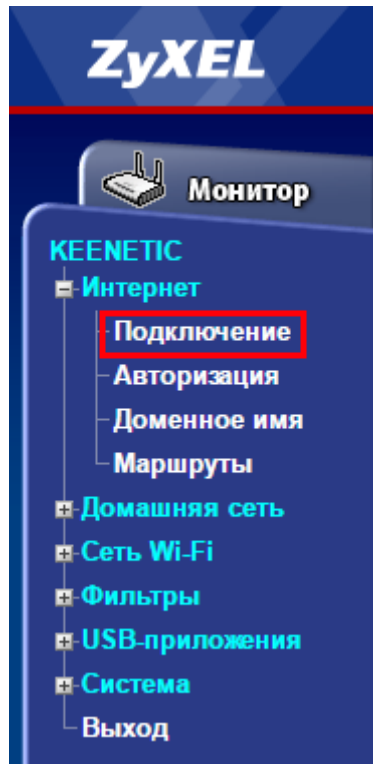 ZyXEL
Монитор
KEENETIC
Интернет
Подключение
Авторизация
Доменное имя
Маршруты
Домашняя сеть
Сеть Wi-Fi
Фильтры
USB-приложения
Система
Выход